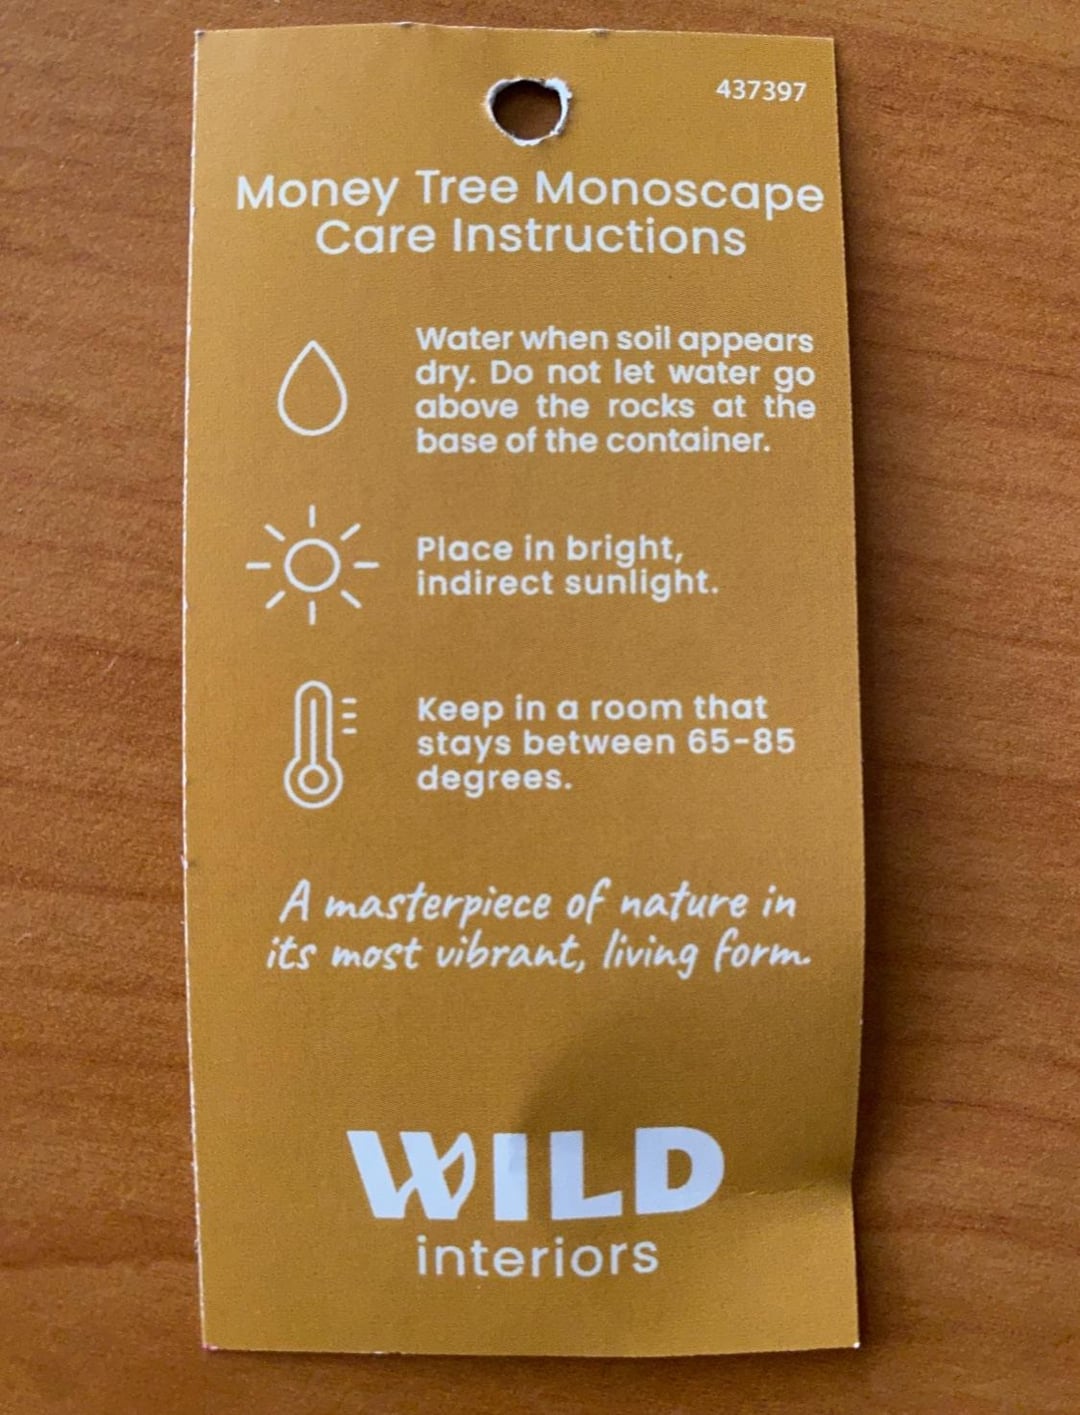 437397
Money Tree Monoscape
Care Instructions
Water when soil appears
dry. Do not let water go
above the rocks at the
base of the container.
Place in bright,
indirect sunlight.
Keep in a room that
stays between 65-85
degrees.
A masterpiece of nature in
its most vibrant, living form.
WILD
interiors